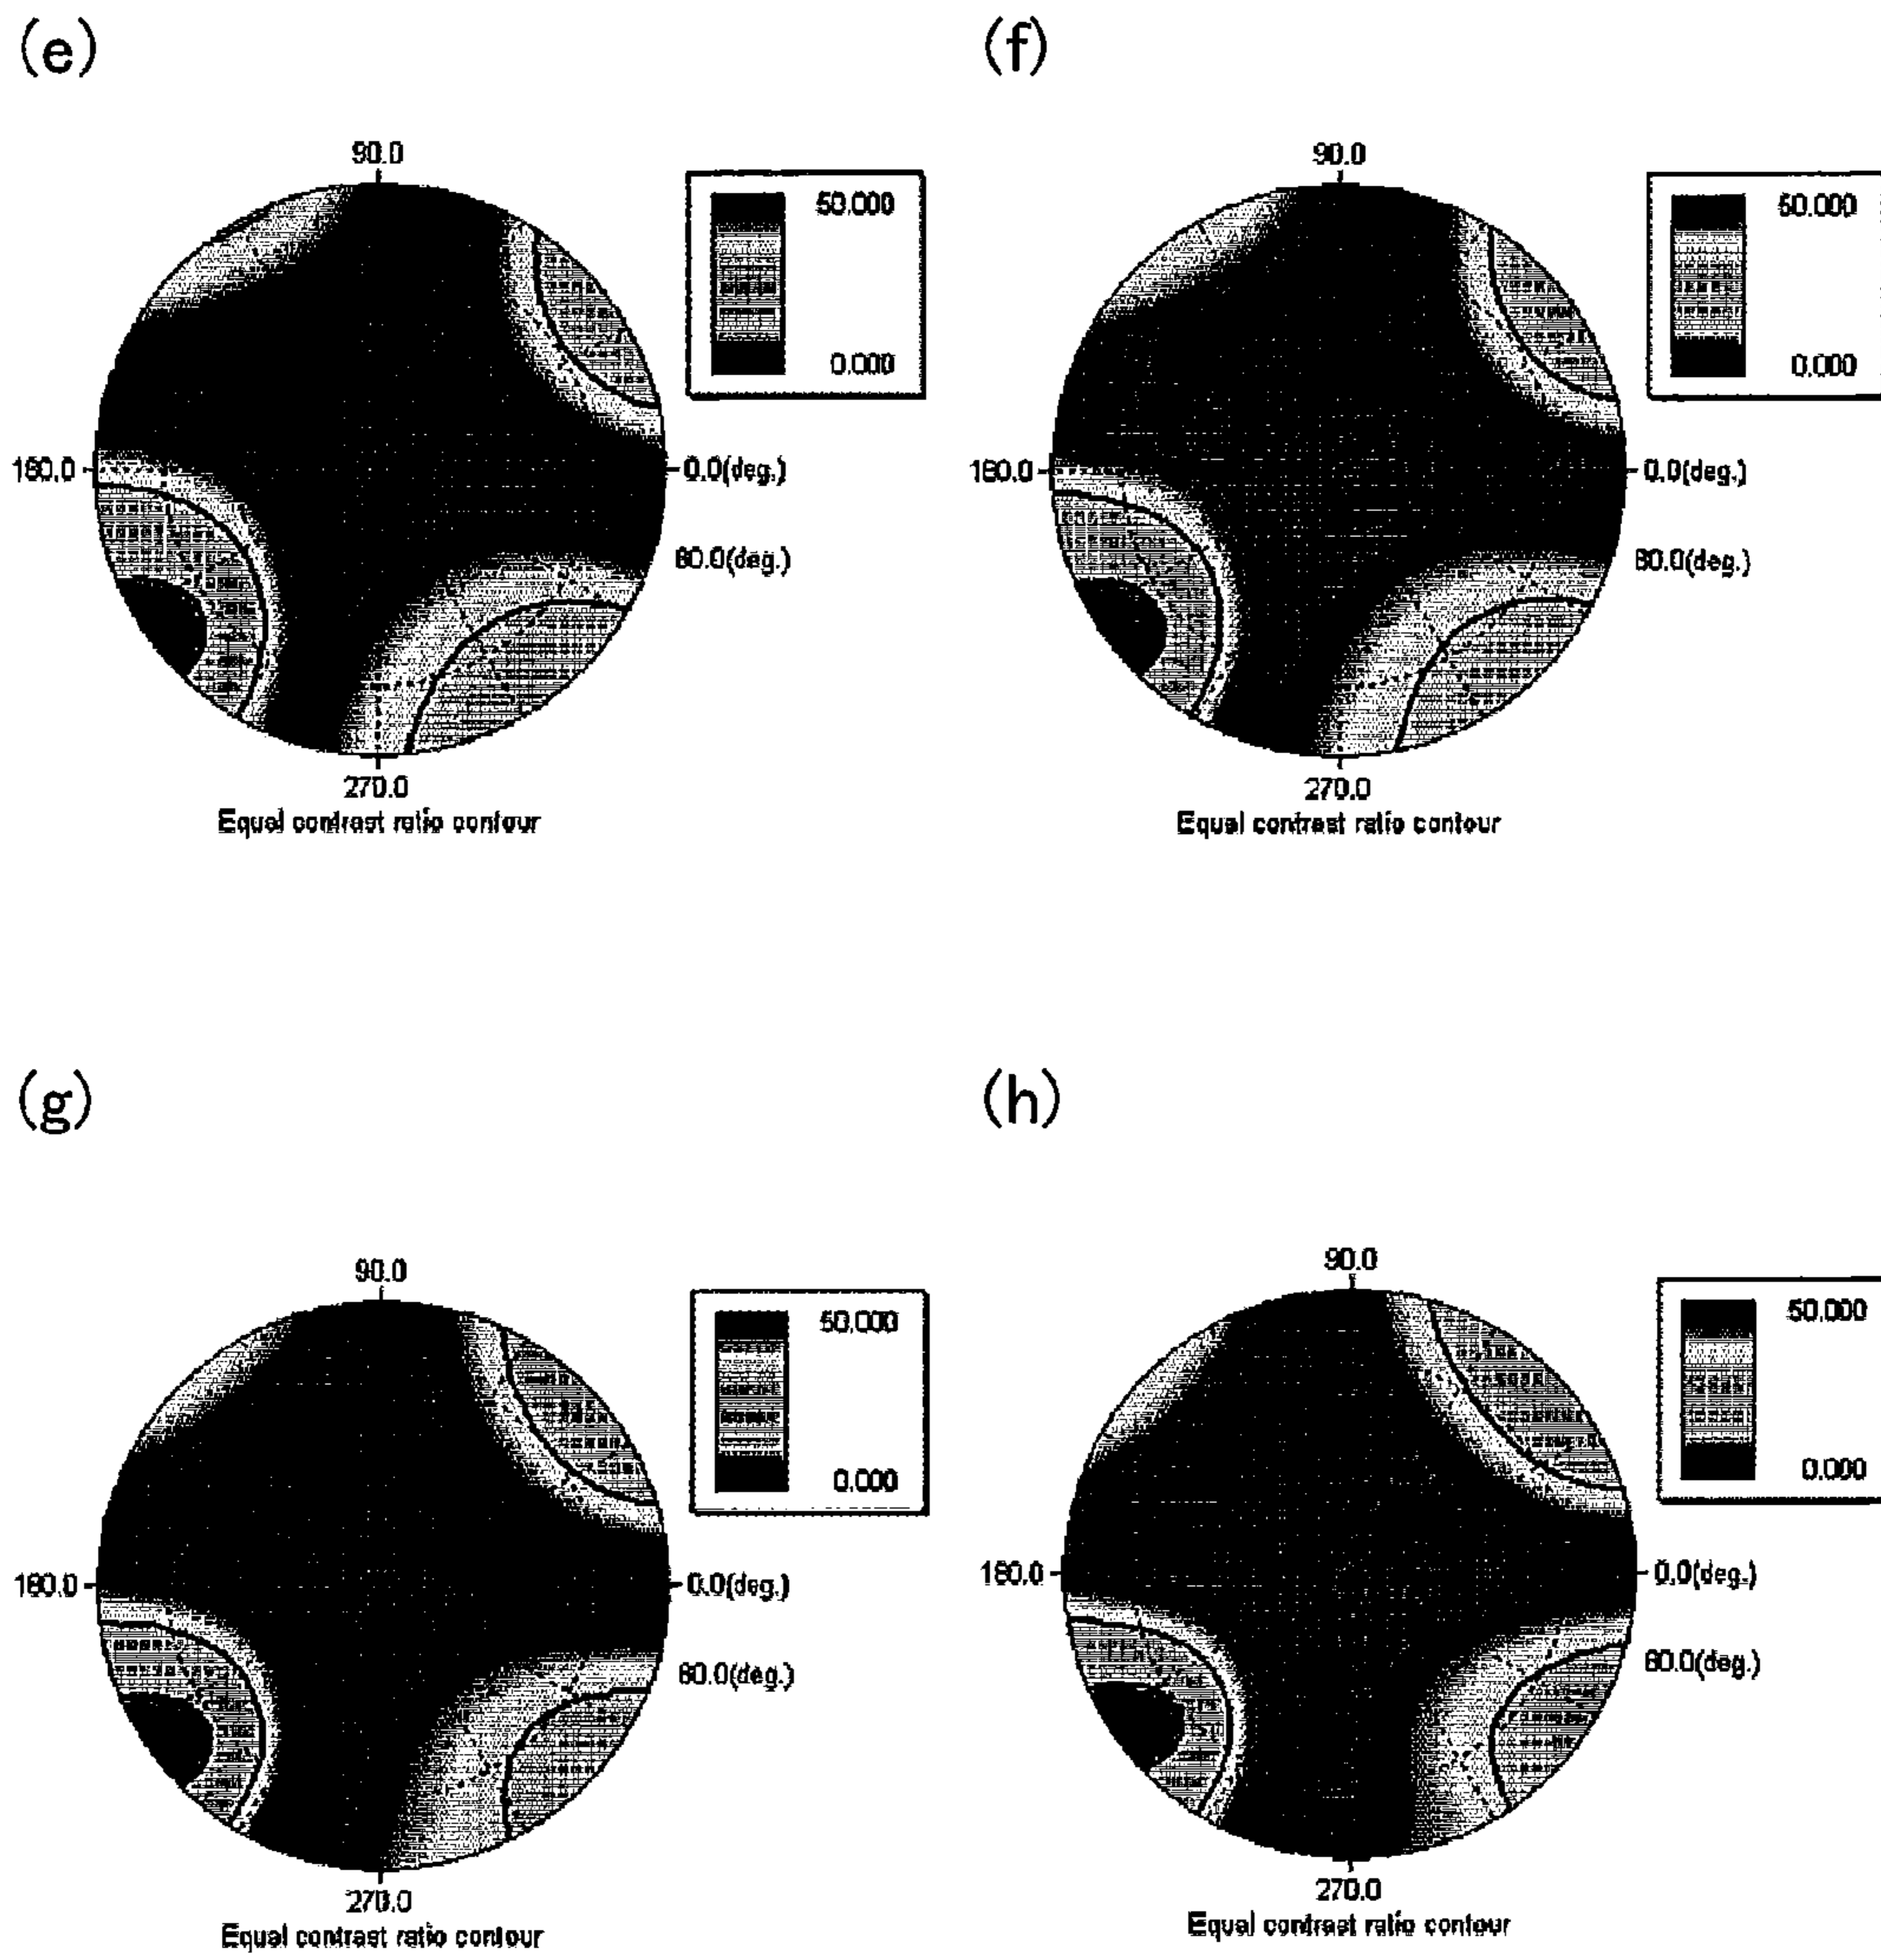 (e)
90.0
50.000
0.000
180.0
0.0(deg.)
60.0(deg.)
270.0
Equal contrast ratio contour
(f)
90.0
50.000
0.000
180.0
0.0(deg.)
60.0(deg.)
270.0
Equal contrast ratio contour
(g)
90.0
50.000
0.000
180.0
0.0(deg.)
60.0(deg.)
270.0
Equal contrast ratio contour
(h)
90.0
50.000
0.000
180.0
0.0(deg.)
60.0(deg.)
270.0
Equal contrast ratio contour